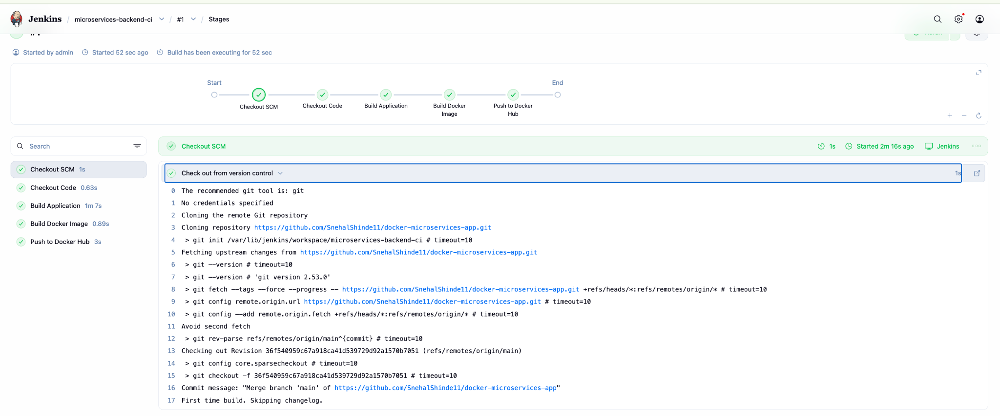 Jenkins / microservices-backend-ci / #1 / Stages
Started by admin Started 52 sec ago Build has been executing for 52 sec
Start End
Checkout SCM Checkout Code Build Application Build Docker Image Push to Docker Hub
Search
Checkout SCM 1s
Checkout Code 0.63s
Build Application 1m 7s
Build Docker Image 0.89s
Push to Docker Hub 3s
Checkout SCM 1s Started 2m 16s ago Jenkins
Check out from version control 1s
0 The recommended git tool is: git
1 No credentials specified
2 Cloning the remote Git repository
3 Cloning repository https://github.com/SnehalShinde11/docker-microservices-app.git
4 > git init /var/lib/jenkins/workspace/microservices-backend-ci # timeout=10
5 Fetching upstream changes from https://github.com/SnehalShinde11/docker-microservices-app.git
6 > git --version # timeout=10
7 > git --version # 'git version 2.53.0'
8 > git fetch --tags --force --progress -- https://github.com/SnehalShinde11/docker-microservices-app.git +refs/heads/*:refs/remotes/origin/* # timeout=10
9 > git config remote.origin.url https://github.com/SnehalShinde11/docker-microservices-app.git # timeout=10
10 > git config --add remote.origin.fetch +refs/heads/*:refs/remotes/origin/* # timeout=10
11 Avoid second fetch
12 > git rev-parse refs/remotes/origin/main^{commit} # timeout=10
13 Checking out Revision 36f540959c67a918ca41d539729d92a1570b7051 (refs/remotes/origin/main)
14 > git config core.sparsecheckout # timeout=10
15 > git checkout -f 36f540959c67a918ca41d539729d92a1570b7051 # timeout=10
16 Commit message: "Merge branch 'main' of https://github.com/SnehalShinde11/docker-microservices-app"
17 First time build. Skipping changelog.